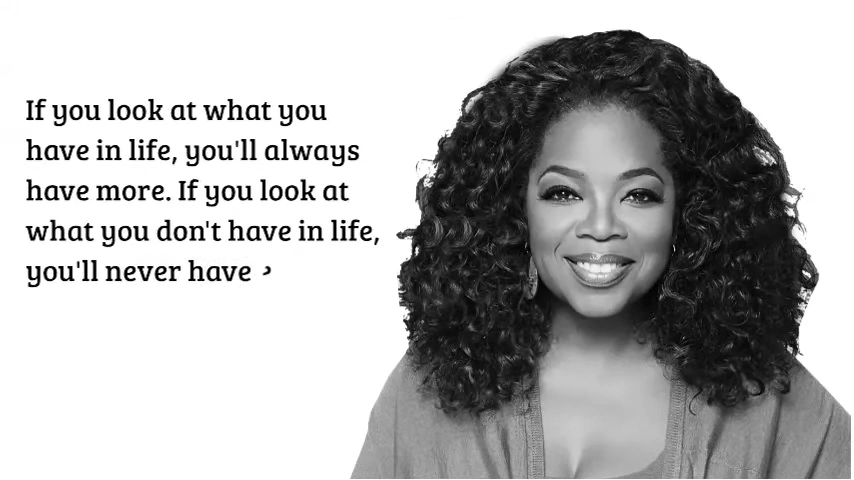 If you look at what you
have in life, you'll always
have more. If you look at
what you don't have in life,
you'll never have